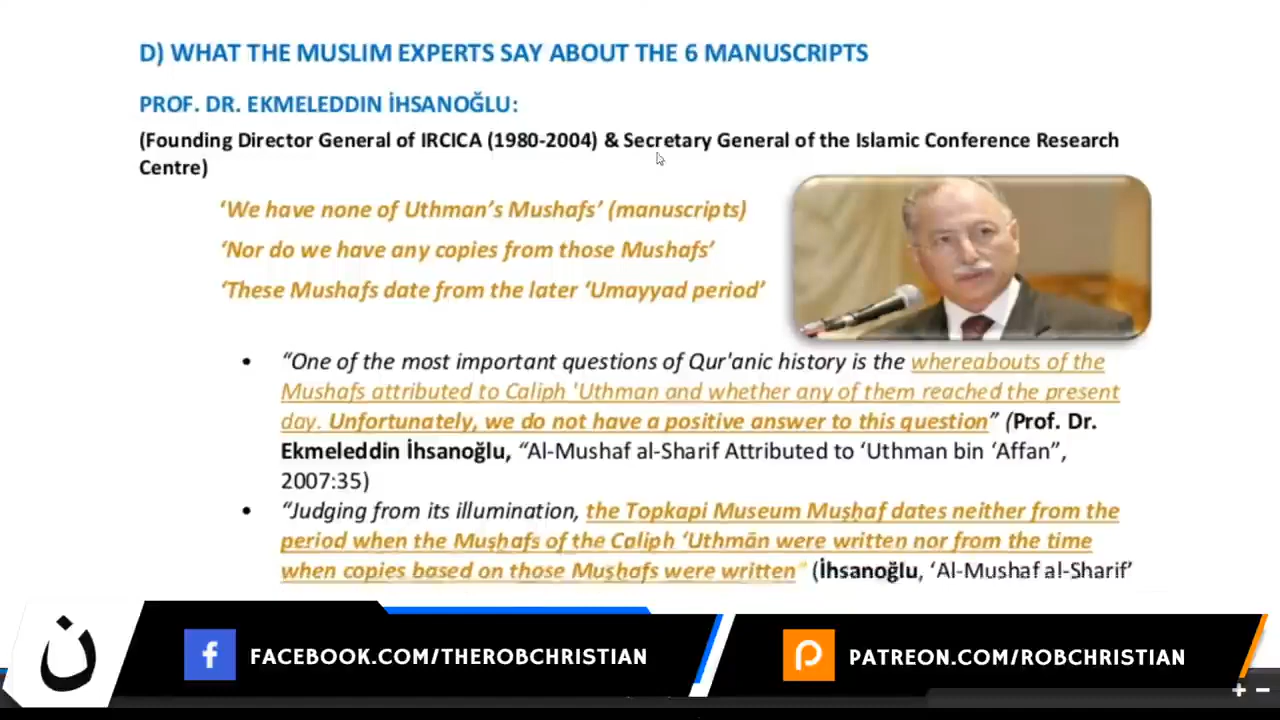 D) WHAT THE MUSLIM EXPERTS SAY ABOUT THE 6 MANUSCRIPTS
PROF. DR. EKMELEDDIN İHSANOĞLU:
(Founding Director General of IRCICA (1980-2004) & Secretary General of the Islamic Conference Research
Centre)
‘We have none of Uthman’s Mushafs’ (manuscripts)
‘Nor do we have any copies from those Mushafs’
‘These Mushafs date from the later ‘Umayyad period’
• “One of the most important questions of Qur'anic history is the whereabouts of the
Mushafs attributed to Caliph 'Uthman and whether any of them reached the present
day. Unfortunately, we do not have a positive answer to this question” (Prof. Dr.
Ekmeleddin İhsanoğlu, “Al-Mushaf al-Sharif Attributed to ‘Uthman bin ‘Affan”,
2007:35)
• “Judging from its illumination, the Topkapi Museum Muṣḥaf dates neither from the
period when the Muṣḥafs of the Caliph ‘Uthmān were written nor from the time
when copies based on those Muṣḥafs were written” (İhsanoğlu, ‘Al-Mushaf al-Sharif’
ن
f FACEBOOK.COM/THEROBCHRISTIAN
PATREON.COM/ROBCHRISTIAN